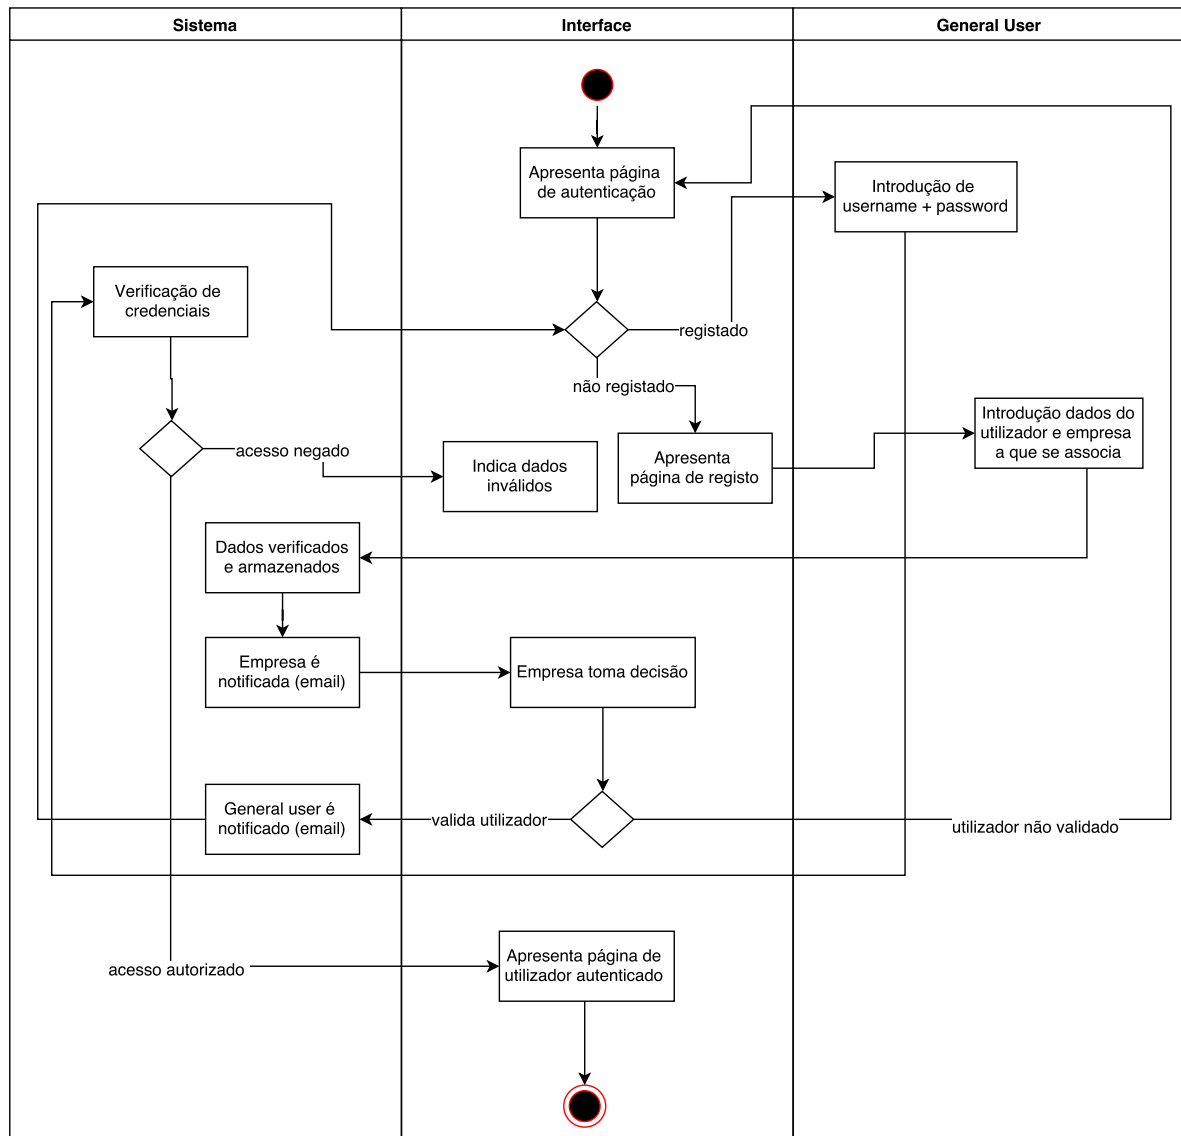 Sistema
Interface
General User
Apresenta página
de autenticação
Introdução de
username + password
Verificação de
credenciais
registado
não registado
Introdução dados do
utilizador e empresa
a que se associa
acesso negado
Indica dados
inválidos
Apresenta
página de registo
Dados verificados
e armazenados
Empresa é
notificada (email)
Empresa toma decisão
General user é
notificado (email)
valida utilizador
utilizador não validado
Apresenta página de
utilizador autenticado
acesso autorizado